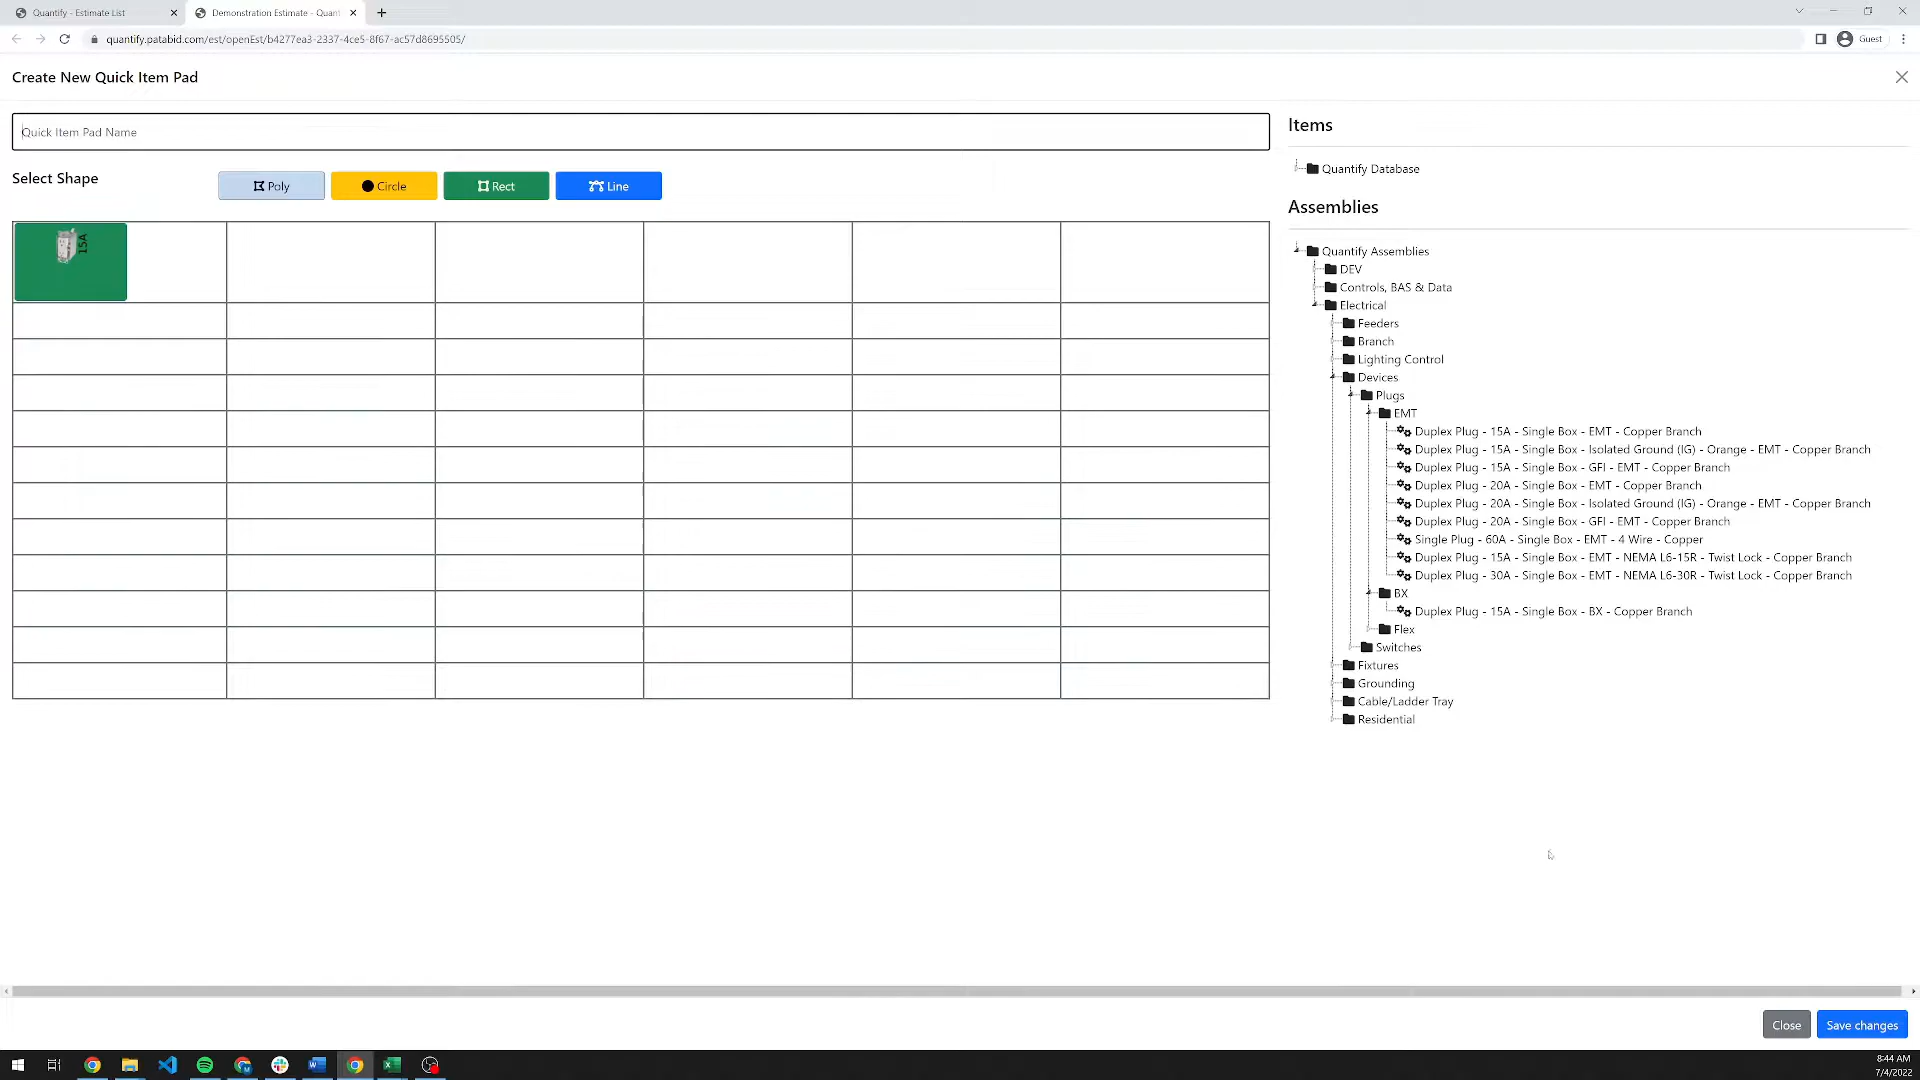 Quantify - Estimate List
Demonstration Estimate - Quant
quantify.patabid.com/est/openEst/b4277ea3-2337-4ce5-8f67-ac57d8695505/
Guest
Create New Quick Item Pad
Quick Item Pad Name
Select Shape
Poly
Circle
Rect
Line
15A
Items
Quantify Database
Assemblies
Quantify Assemblies
DEV
Controls, BAS & Data
Electrical
Feeders
Branch
Lighting Control
Devices
Plugs
EMT
Duplex Plug - 15A - Single Box - EMT - Copper Branch
Duplex Plug - 15A - Single Box - Isolated Ground (IG) - Orange - EMT - Copper Branch
Duplex Plug - 15A - Single Box - GFI - EMT - Copper Branch
Duplex Plug - 20A - Single Box - EMT - Copper Branch
Duplex Plug - 20A - Single Box - Isolated Ground (IG) - Orange - EMT - Copper Branch
Duplex Plug - 20A - Single Box - GFI - EMT - Copper Branch
Single Plug - 60A - Single Box - EMT - 4 Wire - Copper
Duplex Plug - 15A - Single Box - EMT - NEMA L6-15R - Twist Lock - Copper Branch
Duplex Plug - 30A - Single Box - EMT - NEMA L6-30R - Twist Lock - Copper Branch
BX
Duplex Plug - 15A - Single Box - BX - Copper Branch
Flex
Switches
Fixtures
Grounding
Cable/Ladder Tray
Residential
Close
Save changes
8:44 AM
7/4/2022